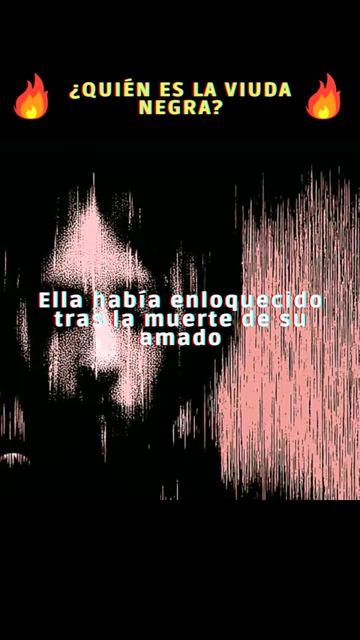 ¿QUIÉN ES LA VIUDA
NEGRA?
Ella había enloquecido
tras la muerte de su
amado